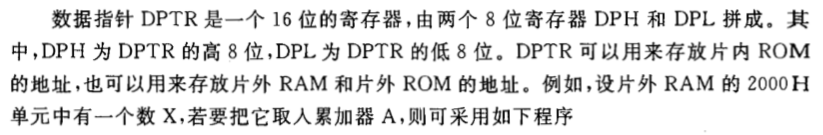 数据指针 DPTR 是一个 16 位的寄存器,由两个 8 位寄存器 DPH 和 DPL 拼成。其
中,DPH 为 DPTR 的高 8 位,DPL 为 DPTR 的低 8 位。DPTR 可以用来存放片内 ROM
的地址,也可以用来存放片外 RAM 和片外 ROM 的地址。例如,设片外 RAM 的 2000H
单元中有一个数 X,若要把它取人累加器 A,则可采用如下程序